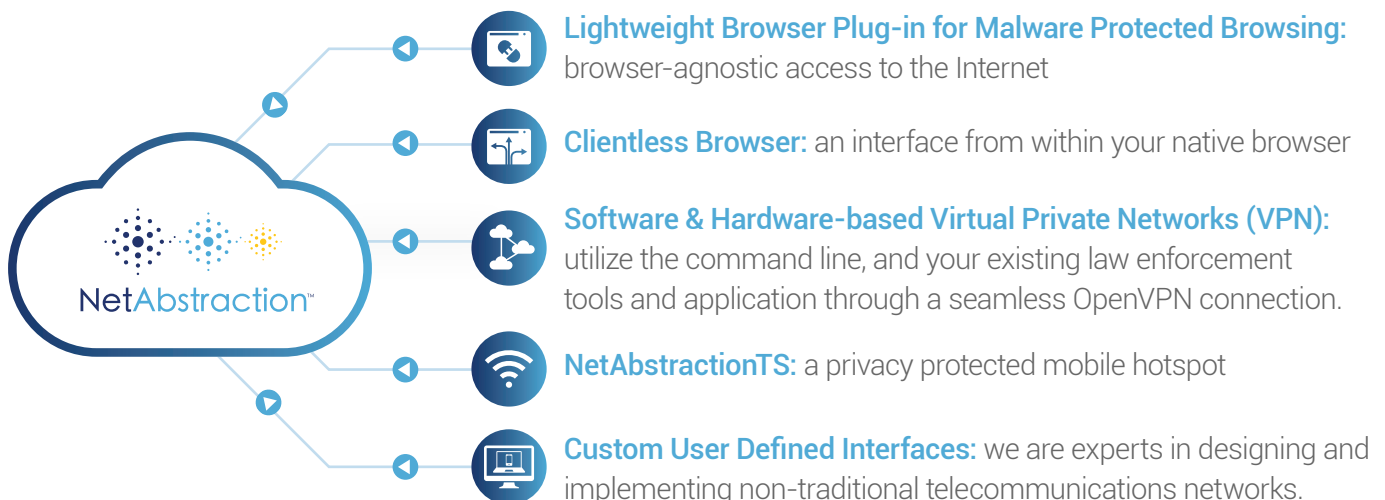 Lightweight Browser Plug-in for Malware Protected Browsing:
browser-agnostic access to the Internet
Clientless Browser: an interface from within your native browser
Software & Hardware-based Virtual Private Networks (VPN):
utilize the command line, and your existing law enforcement
tools and application through a seamless OpenVPN connection.
NetAbstraction™
NetAbstractionTS: a privacy protected mobile hotspot
Custom User Defined Interfaces: we are experts in designing and
implementing non-traditional telecommunications networks.